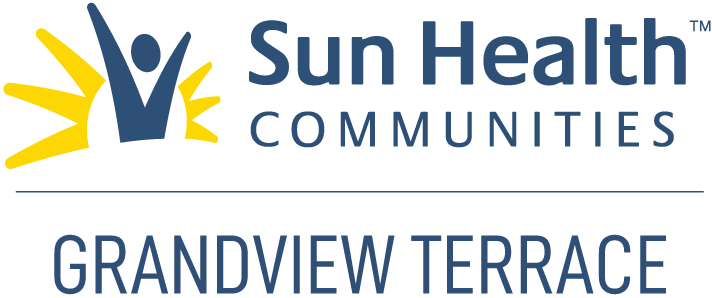 Sun Health™
COMMUNITIES
GRANDVIEW TERRACE